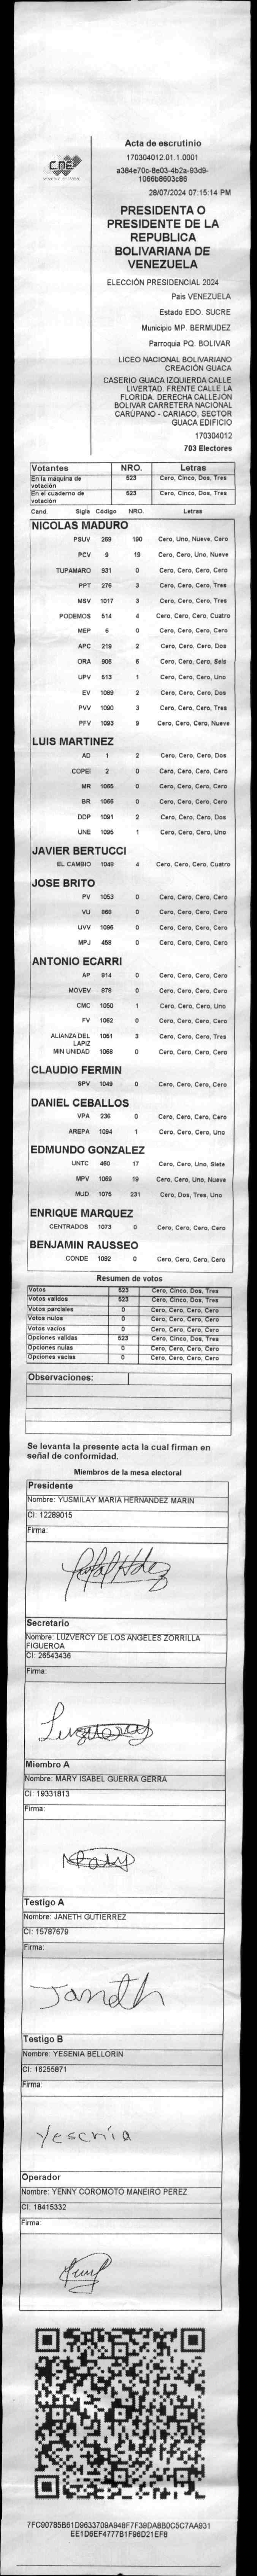 CNE
Acta de escrutinio
170304012.01.1.0001
a384e70c-8e03-4b2a-93d9-
1066b8603c86
28/07/2024 07:15:14 PM
PRESIDENTA O
PRESIDENTE DE LA
REPUBLICA
BOLIVARIANA DE
VENEZUELA
ELECCIÓN PRESIDENCIAL 2024
Pais VENEZUELA
Estado EDO. SUCRE
Municipio MP. BERMUDEZ
Parroquia PQ. BOLIVAR
LICEO NACIONAL BOLIVARIANO
CREACIÓN GUACA
CASERIO GUACA IZQUIERDA CALLE
LIVERTAD. FRENTE CALLE LA
FLORIDA. DERECHA CALLEJÓN
BOLIVAR CARRETERA NACIONAL
CARÚPANO - CARIACO, SECTOR
GUACA EDIFICIO
170304012
703 Electores
Votantes NRO. Letras
En la máquina de votación 523 Cero, Cinco, Dos, Tres
En el cuaderno de votación 523 Cero, Cinco, Dos, Tres
Cand. Sigla Código NRO. Letras
NICOLAS MADURO
PSUV 269 190 Cero, Uno, Nueve, Cero
PCV 9 19 Cero, Cero, Uno, Nueve
TUPAMARO 931 0 Cero, Cero, Cero, Cero
PPT 276 3 Cero, Cero, Cero, Tres
MSV 1017 3 Cero, Cero, Cero, Tres
PODEMOS 514 4 Cero, Cero, Cero, Cuatro
MEP 6 0 Cero, Cero, Cero, Cero
APC 219 2 Cero, Cero, Cero, Dos
ORA 906 6 Cero, Cero, Cero, Seis
UPV 513 1 Cero, Cero, Cero, Uno
EV 1089 2 Cero, Cero, Cero, Dos
PVV 1090 3 Cero, Cero, Cero, Tres
PFV 1093 9 Cero, Cero, Cero, Nueve
LUIS MARTINEZ
AD 1 2 Cero, Cero, Cero, Dos
COPEI 2 0 Cero, Cero, Cero, Cero
MR 1065 0 Cero, Cero, Cero, Cero
BR 1066 0 Cero, Cero, Cero, Cero
DDP 1091 2 Cero, Cero, Cero, Dos
UNE 1095 1 Cero, Cero, Cero, Uno
JAVIER BERTUCCI
EL CAMBIO 1048 4 Cero, Cero, Cero, Cuatro
JOSE BRITO
PV 1053 0 Cero, Cero, Cero, Cero
VU 868 0 Cero, Cero, Cero, Cero
UVV 1096 0 Cero, Cero, Cero, Cero
MPJ 458 0 Cero, Cero, Cero, Cero
ANTONIO ECARRI
AP 814 0 Cero, Cero, Cero, Cero
MOVEV 878 0 Cero, Cero, Cero, Cero
CMC 1050 1 Cero, Cero, Cero, Uno
FV 1062 0 Cero, Cero, Cero, Cero
ALIANZA DEL LAPIZ 1051 3 Cero, Cero, Cero, Tres
MIN UNIDAD 1068 0 Cero, Cero, Cero, Cero
CLAUDIO FERMIN
SPV 1049 0 Cero, Cero, Cero, Cero
DANIEL CEBALLOS
VPA 236 0 Cero, Cero, Cero, Cero
AREPA 1094 1 Cero, Cero, Cero, Uno
EDMUNDO GONZALEZ
UNTC 460 17 Cero, Cero, Uno, Siete
MPV 1069 19 Cero, Cero, Uno, Nueve
MUD 1075 231 Cero, Dos, Tres, Uno
ENRIQUE MARQUEZ
CENTRADOS 1073 0 Cero, Cero, Cero, Cero
BENJAMIN RAUSSEO
CONDE 1092 0 Cero, Cero, Cero, Cero
Resumen de votos
Votos 523 Cero, Cinco, Dos, Tres
Votos validos 523 Cero, Cinco, Dos, Tres
Votos parciales 0 Cero, Cero, Cero, Cero
Votos nulos 0 Cero, Cero, Cero, Cero
Votos vacios 0 Cero, Cero, Cero, Cero
Opciones validas 523 Cero, Cinco, Dos, Tres
Opciones nulas 0 Cero, Cero, Cero, Cero
Opciones vacias 0 Cero, Cero, Cero, Cero
Observaciones:
Se levanta la presente acta la cual firman en
señal de conformidad.
Miembros de la mesa electoral
Presidente
Nombre: YUSMILAY MARIA HERNANDEZ MARIN
CI: 12289015
Firma:
Secretario
Nombre: LUZVERCY DE LOS ANGELES ZORRILLA
FIGUEROA
CI: 26543436
Firma:
Miembro A
Nombre: MARY ISABEL GUERRA GERRA
CI: 19331813
Firma:
Mary
Testigo A
Nombre: JANETH GUTIERREZ
CI: 15787679
Firma:
Janeth
Testigo B
Nombre: YESENIA BELLORIN
CI: 16255871
Firma:
Yesenia
Operador
Nombre: YENNY COROMOTO MANEIRO PEREZ
CI: 18415332
Firma:
7FC90785B61D9633709A948F7F39DA8B0C5C7AA931
EE1D6EF4777B1F96D21EF8